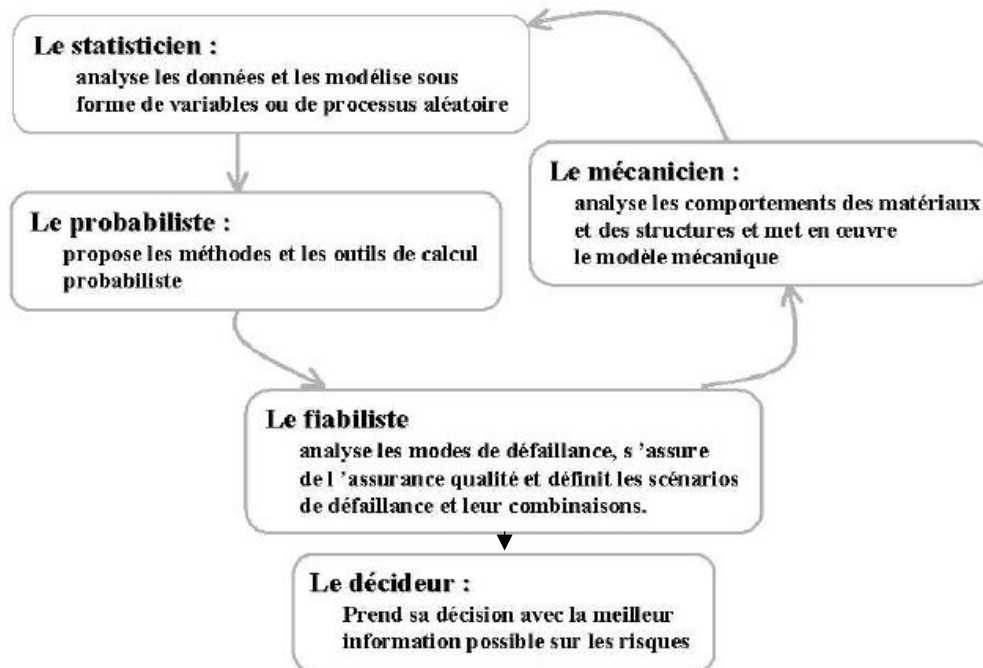 Le statisticien :
analyse les données et les modélise sous
forme de variables ou de processus aléatoire
Le mécanicien :
analyse les comportements des matériaux
et des structures et met en œuvre
le modèle mécanique
Le probabiliste :
propose les méthodes et les outils de calcul
probabiliste
Le fiabiliste
analyse les modes de défaillance, s ’assure
de l ’assurance qualité et définit les scénarios
de défaillance et leur combinaisons.
Le décideur :
Prend sa décision avec la meilleur
information possible sur les risques